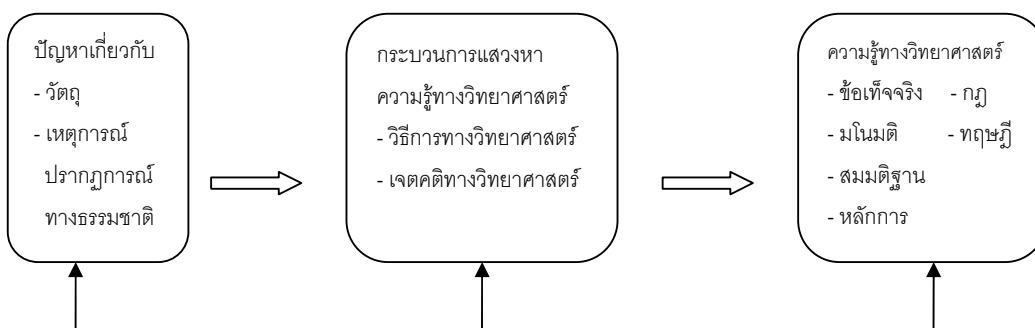 ปัญหาเกี่ยวกับ
- วัตถุ
- เหตุการณ์
ปรากฏการณ์
ทางธรรมชาติ
กระบวนการแสวงหา
ความรู้ทางวิทยาศาสตร์
- วิธีการทางวิทยาศาสตร์
- เจตคติทางวิทยาศาสตร์
ความรู้ทางวิทยาศาสตร์
- ข้อเท็จจริง - กฎ
- มโนมติ - ทฤษฎี
- สมมติฐาน
- หลักการ